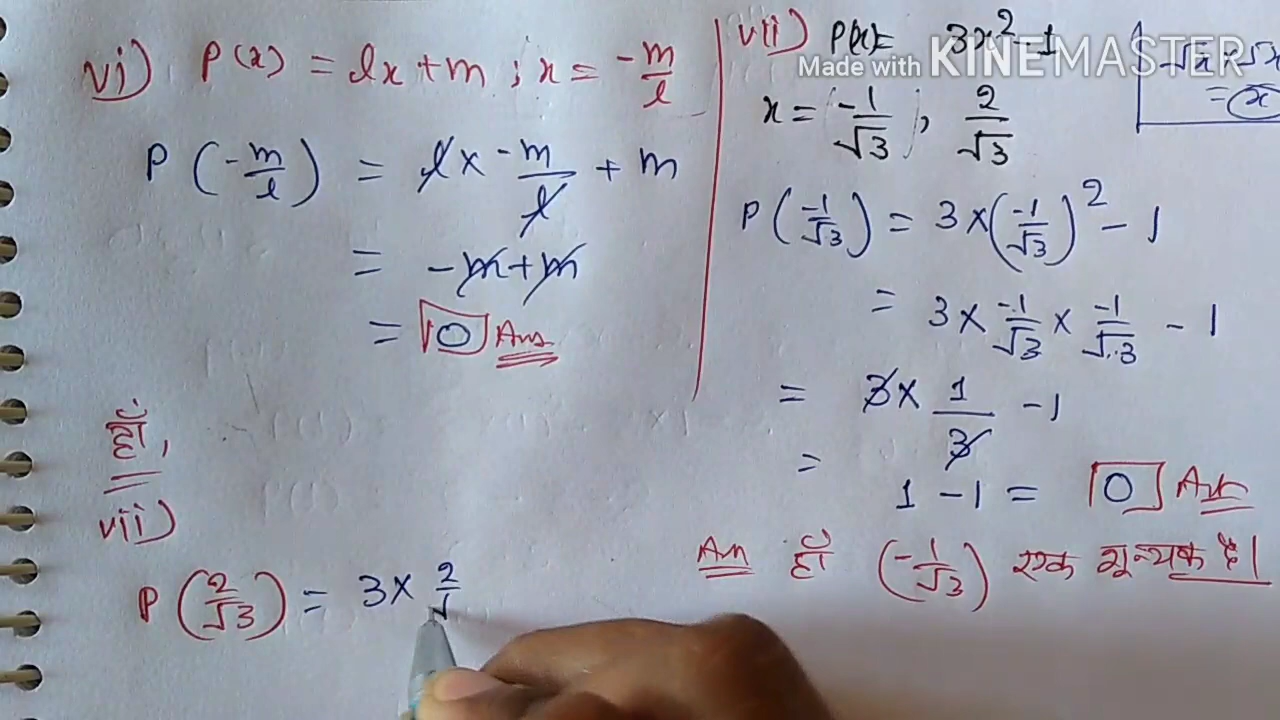 vi) P(x) = lx + m ; x = -m/l
P(-m/l) = l × -m/l + m
= -m + m
= 0 Ans
हाँ,
vii)
P(2/√3) = 3 × 2/√
vii) P(x) = 3x² - 1
Made with KINEMASTER
x = -1/√3, 2/√3
P(-1/√3) = 3 × (-1/√3)² - 1
= 3 × -1/√3 × -1/√3 - 1
= 3 × 1/3 - 1
=
1 - 1 = 0 Ans
Ans हाँ (-1/√3) एक शून्यक है।
√x × √x
= x